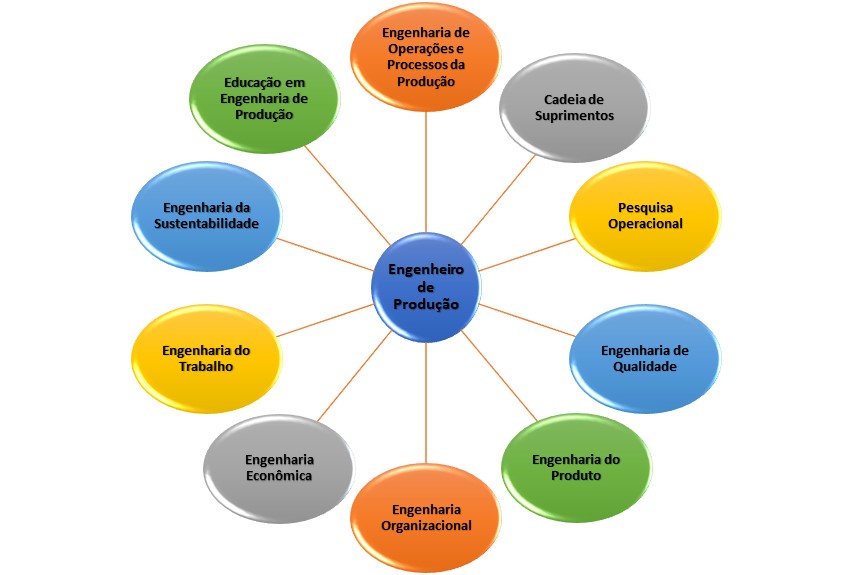 Engenharia de
Operações e
Processos da
Produção
Cadeia de
Suprimentos
Pesquisa
Operacional
Engenharia de
Qualidade
Engenharia do
Produto
Engenharia
Organizacional
Engenharia
Econômica
Engenharia do
Trabalho
Engenharia da
Sustentabilidade
Educação em
Engenharia de
Produção
Engenheiro
de
Produção